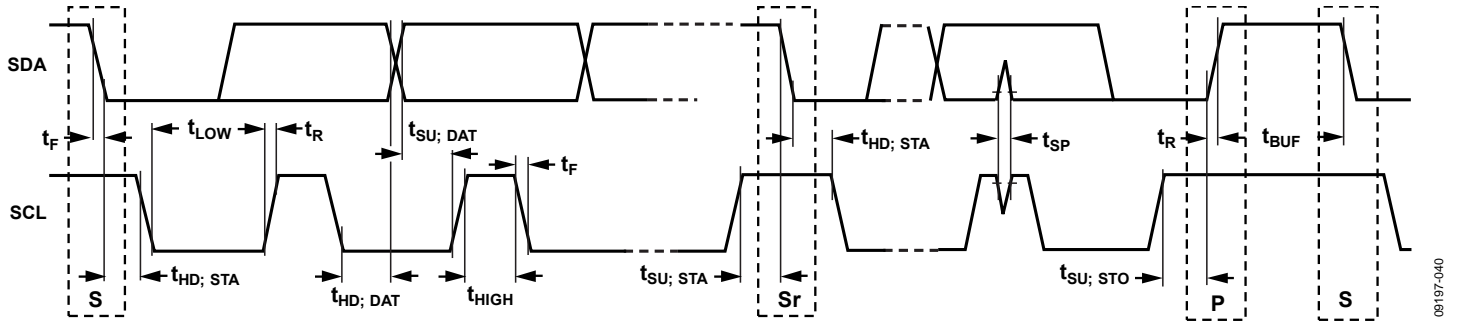 SDA
tF
tLOW
tR
tSU; DAT
tF
tHD; STA
tSP
tR
tBUF
SCL
tHD; STA
tHD; DAT
tHIGH
tSU; STA
tSU; STO
S
Sr
P
S
09197-040